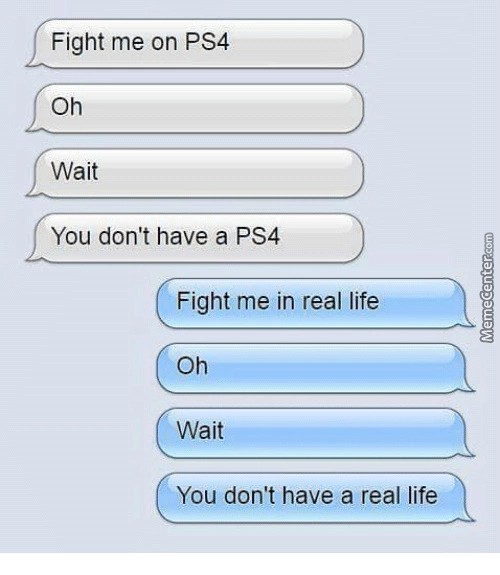 Fight me on PS4
Oh
Wait
You don't have a PS4
Fight me in real life
Oh
Wait
You don't have a real life
MemeCenter.com